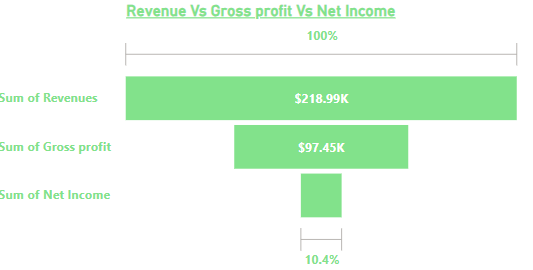 Revenue Vs Gross profit Vs Net Income
100%
Sum of Revenues
$218.99K
Sum of Gross profit
$97.45K
Sum of Net Income
10.4%